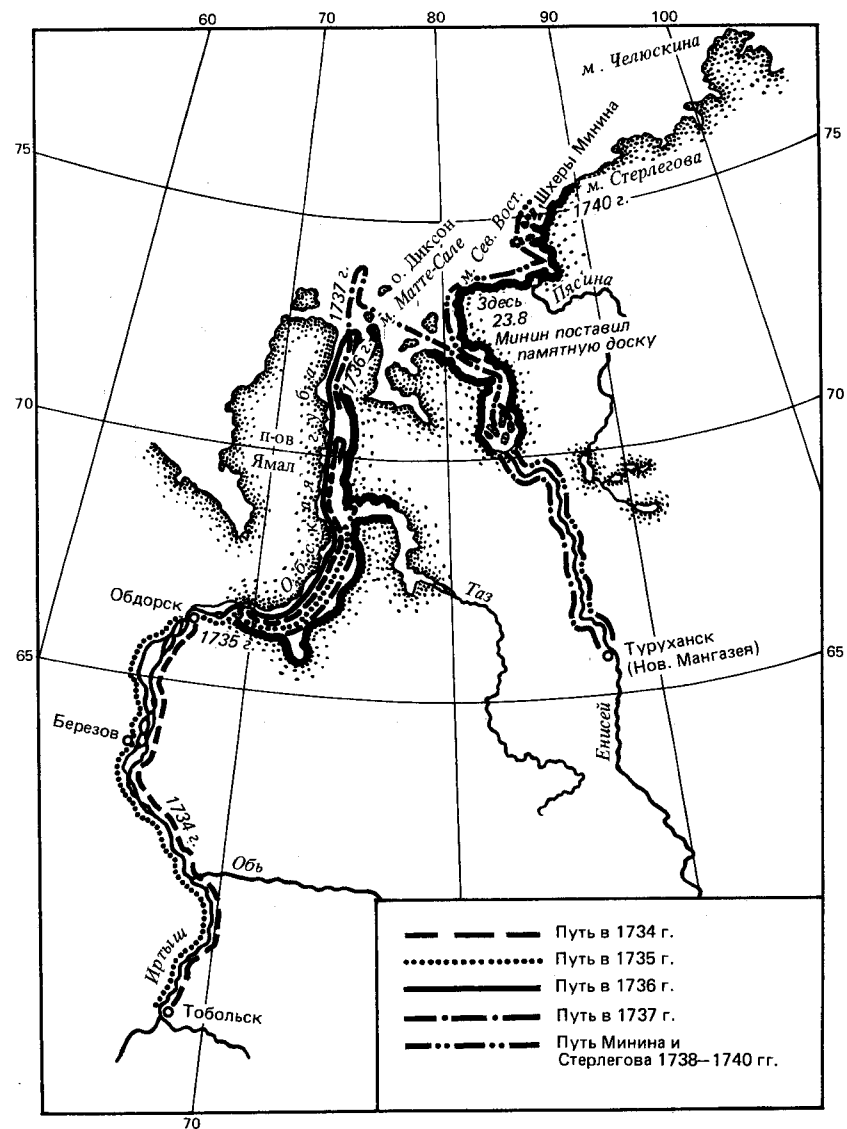 60
70
80
90
100
м. Челюскина
75
75
Шхеры Минина
м. Стерлегова
1740 г.
м. Сев. Вост.
о. Диксон
м. Матте-Сале
1737 г.
1736 г.
Пясина
Здесь
23.8
Минин поставил
памятную доску
70
70
п-ов
Ямал
Обская губа
Таз
Обдорск
1735 г.
Туруханск
(Нов. Мангазея)
65
65
Енисей
Березов
1734 г.
Обь
Иртыш
Тобольск
Путь в 1734 г.
Путь в 1735 г.
Путь в 1736 г.
Путь в 1737 г.
Путь Минина и
Стерлегова 1738—1740 гг.
70